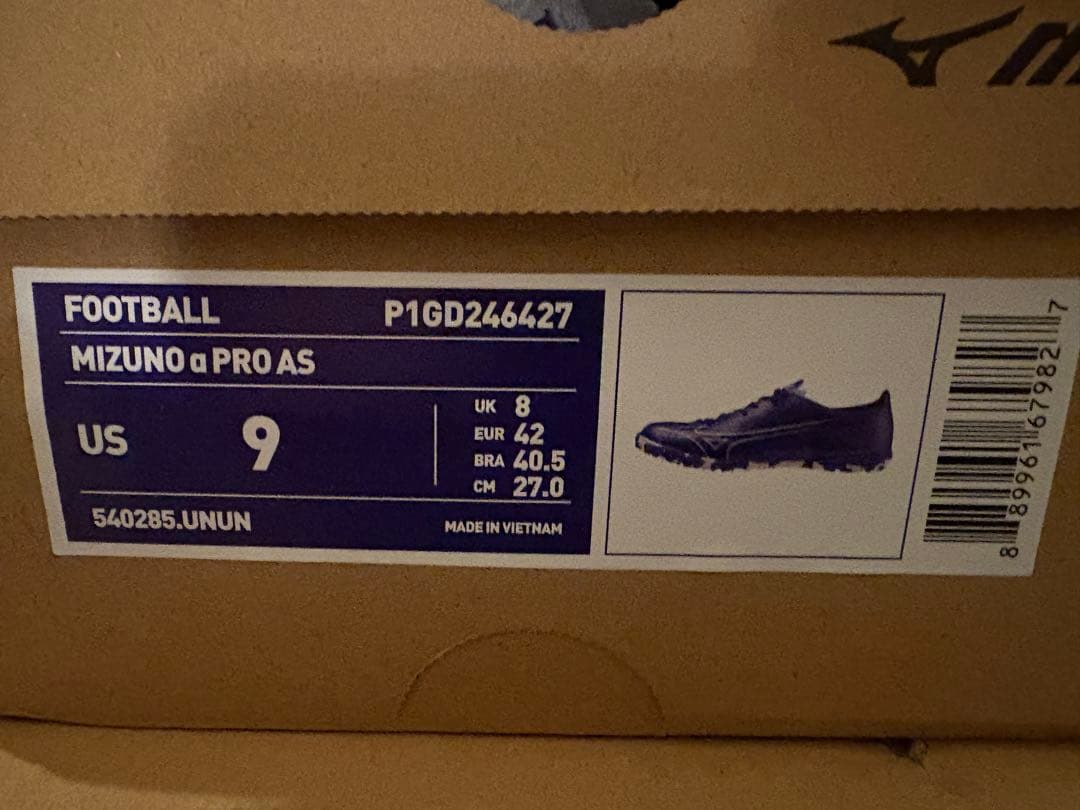 FOOTBALL P1GD246427
MIZUNO α PRO AS
US 9
UK 8
EUR 42
BRA 40.5
CM 27.0
540285.UNUN MADE IN VIETNAM
8 89961 67982 7